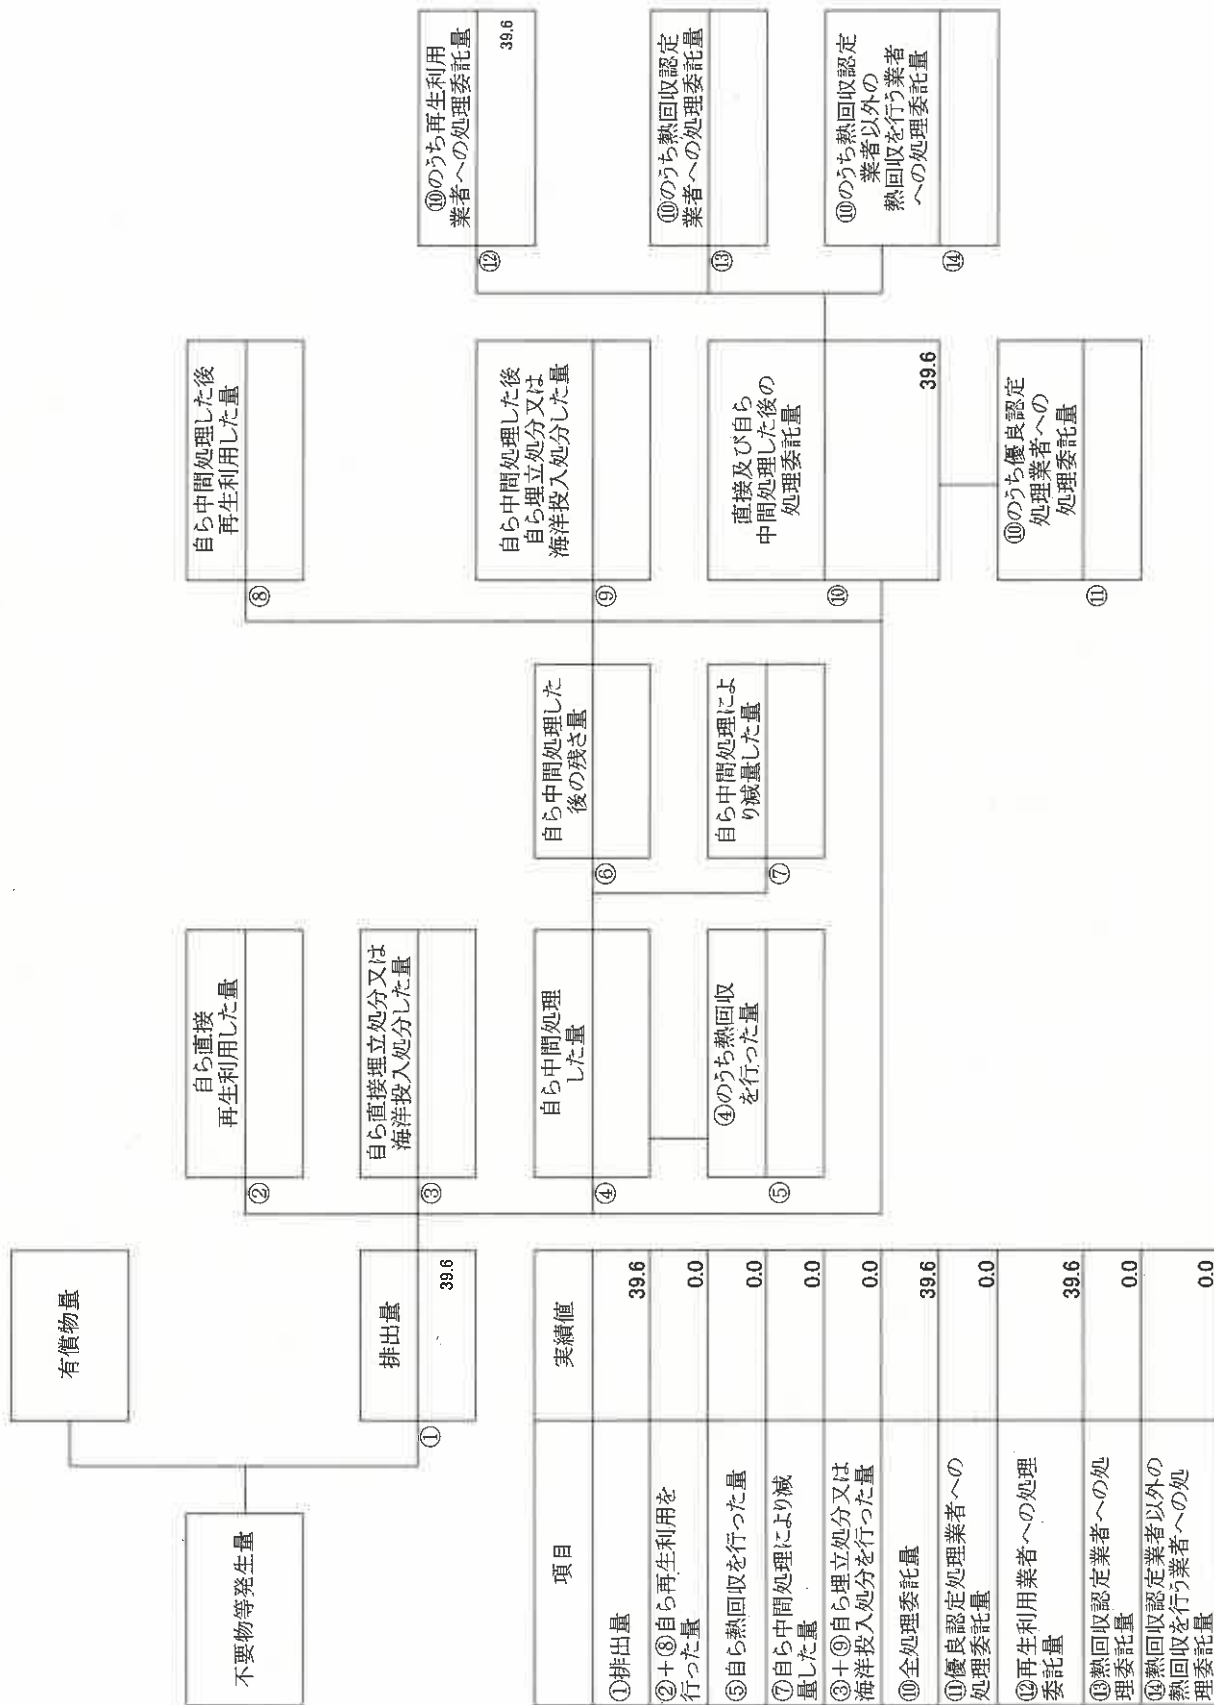 不要物等発生量
有償物量
①
排出量
39.6
②
自ら直接
再生利用した量
③
自ら直接埋立処分又は
海洋投入処分した量
④
自ら中間処理
した量
⑤
④のうち熱回収
を行った量
⑥
自ら中間処理した
後の残さ量
⑦
自ら中間処理によ
り減量した量
⑧
自ら中間処理した後
再生利用した量
⑨
自ら中間処理した後
自ら埋立処分又は
海洋投入処分した量
⑩
直接及び自ら
中間処理した後の
処理委託量
39.6
⑪
⑩のうち優良認定
処理業者への
処理委託量
⑫
⑩のうち再生利用
業者への処理委託量
39.6
⑬
⑩のうち熱回収認定
業者への処理委託量
⑭
⑩のうち熱回収認定
業者以外の
熱回収を行う業者
への処理委託量
項目
実績値
①排出量
39.6
②+⑧自ら再生利用を
行った量
0.0
⑤自ら熱回収を行った量
0.0
⑦自ら中間処理により減
量した量
0.0
③+⑨自ら埋立処分又は
海洋投入処分を行った量
0.0
⑩全処理委託量
39.6
⑪優良認定処理業者への
処理委託量
0.0
⑫再生利用業者への処理
委託量
39.6
⑬熱回収認定業者への処
理委託量
0.0
⑭熱回収認定業者以外の
熱回収を行う業者への処
理委託量
0.0